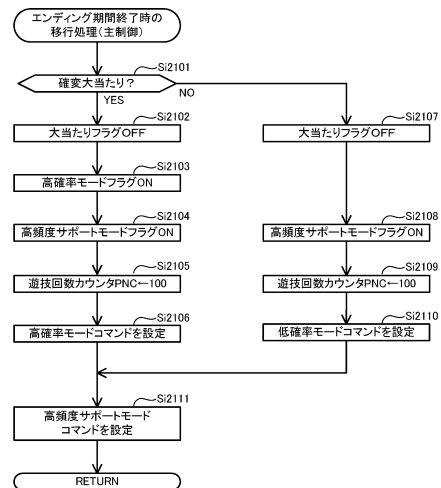 エンディング期間終了時の
移行処理(主制御)
Si2101
確変大当たり?
YES
NO
Si2102
大当たりフラグOFF
Si2103
高確率モードフラグON
Si2104
高頻度サポートモードフラグON
Si2105
遊技回数カウンタPNC←100
Si2106
高確率モードコマンドを設定
Si2107
大当たりフラグOFF
Si2108
高頻度サポートモードフラグON
Si2109
遊技回数カウンタPNC←100
Si2110
低確率モードコマンドを設定
Si2111
高頻度サポートモード
コマンドを設定
RETURN